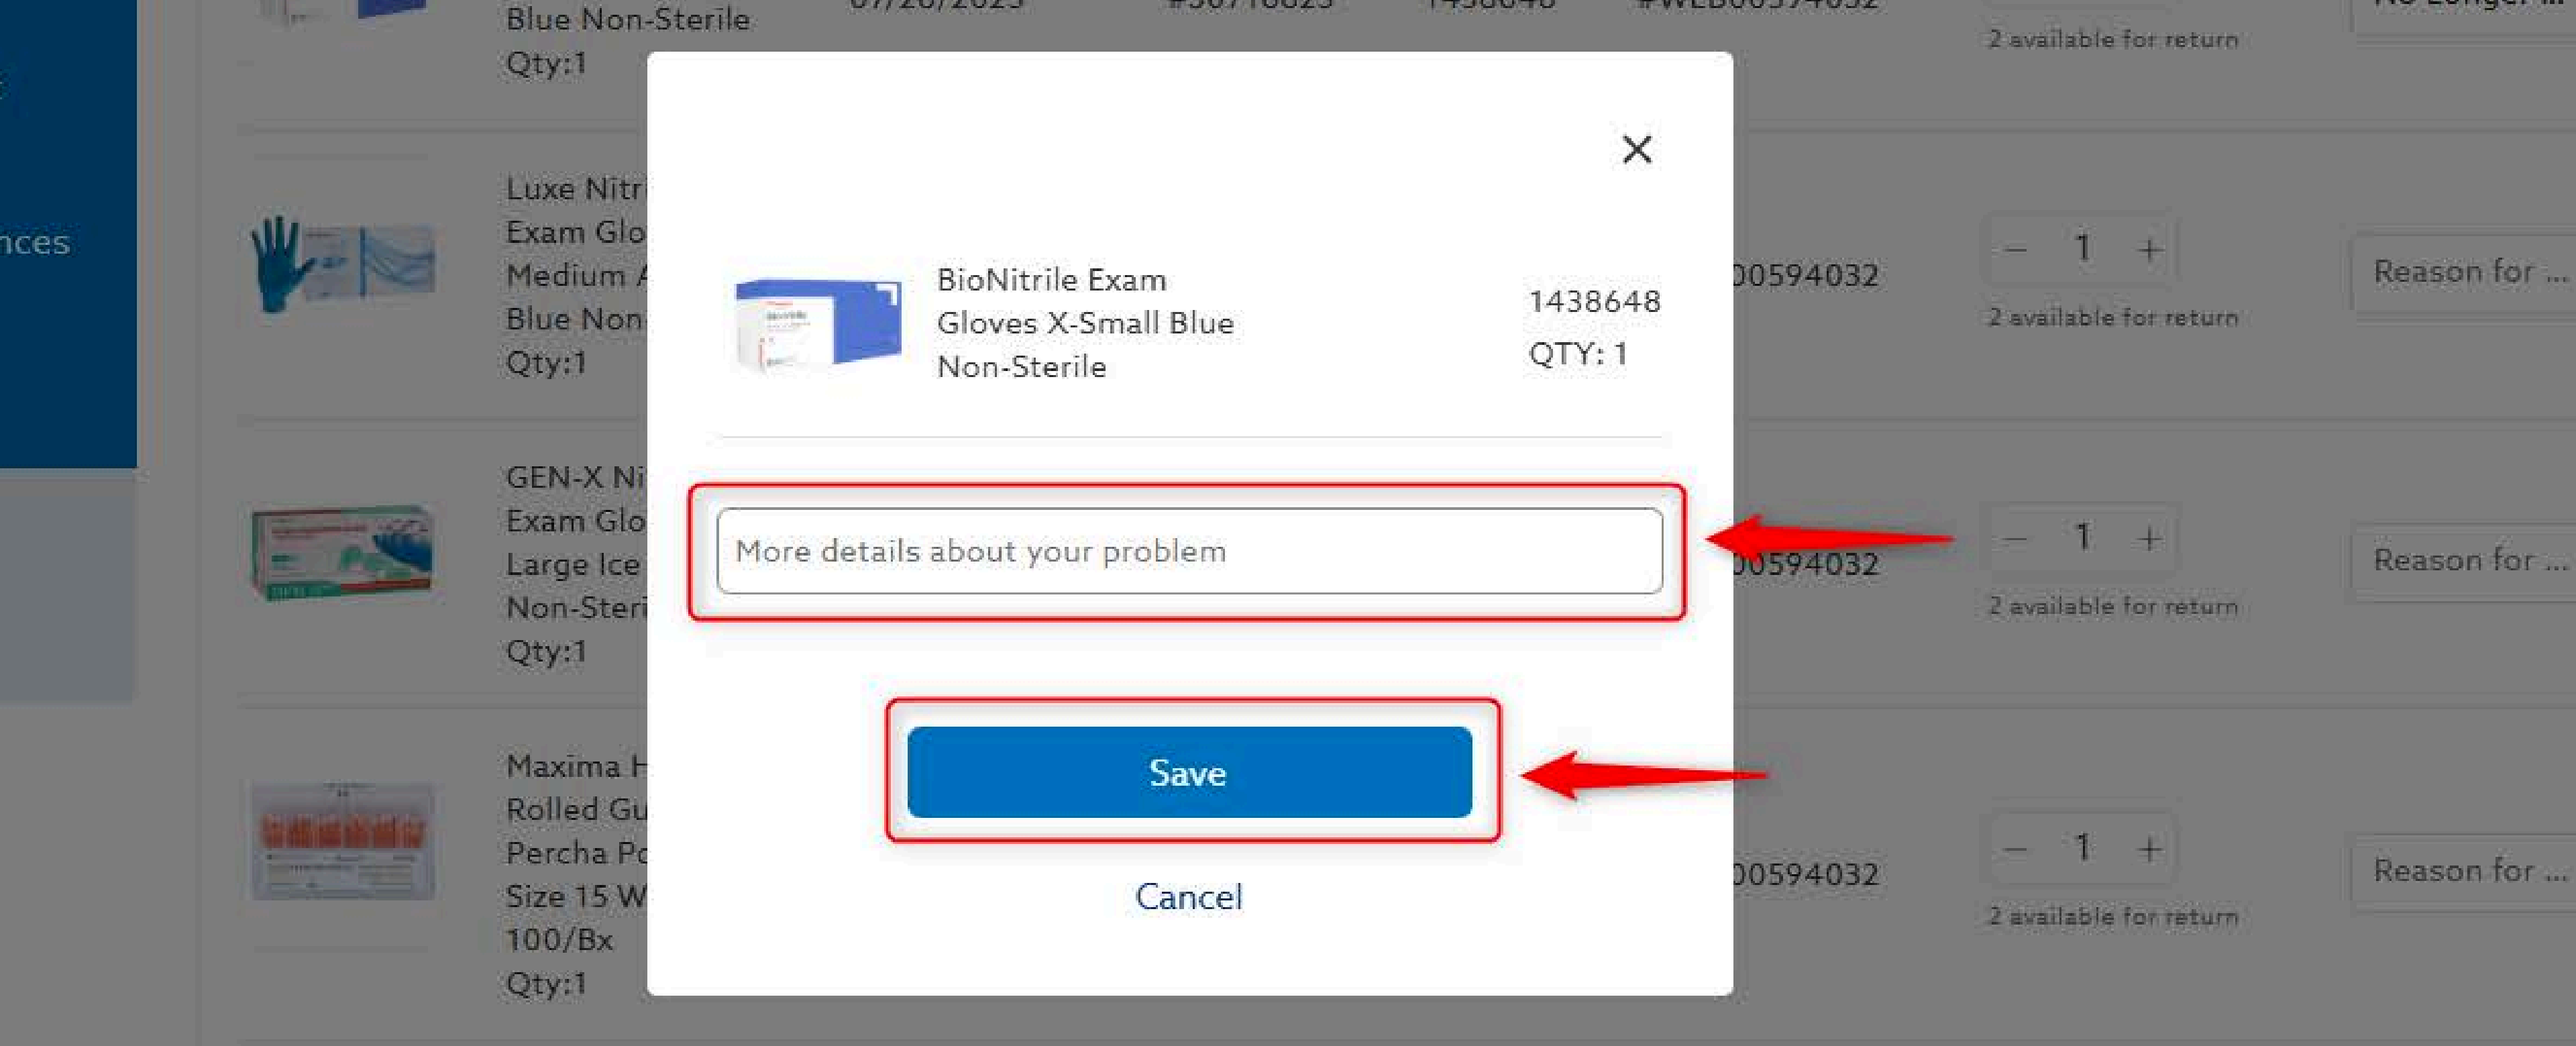 Blue Non-Sterile
Qty:1
2 available for return
nces
Luxe Nitri
Exam Glo
Medium A
Blue Non
Qty:1
00594032
1
2 available for return
Reason for ...
BioNitrile Exam
Gloves X-Small Blue
Non-Sterile
1438648
QTY: 1
GEN-X Ni
Exam Glo
Large Ice
Non-Steri
Qty:1
More details about your problem
00594032
1
2 available for return
Reason for ...
Save
Cancel
Maxima H
Rolled Gu
Percha Po
Size 15 W
100/Bx
Qty:1
00594032
1
2 available for return
Reason for ...